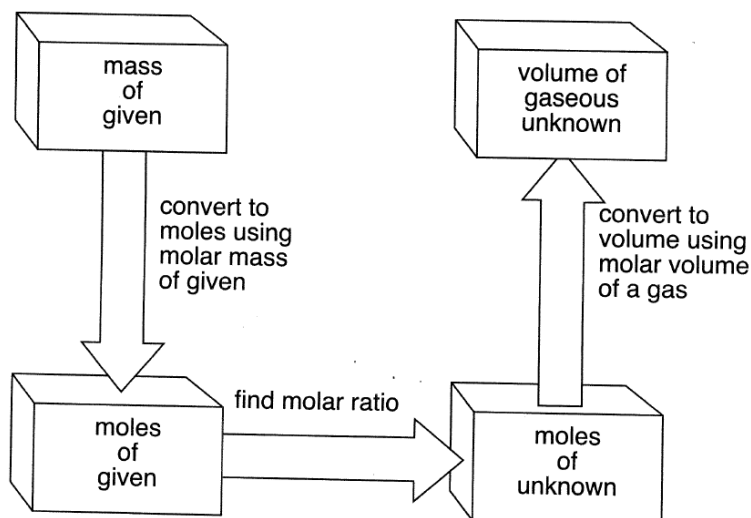 mass
of
given
convert to
moles using
molar mass
of given
moles
of
given
find molar ratio
moles
of
unknown
convert to
volume using
molar volume
of a gas
volume of
gaseous
unknown